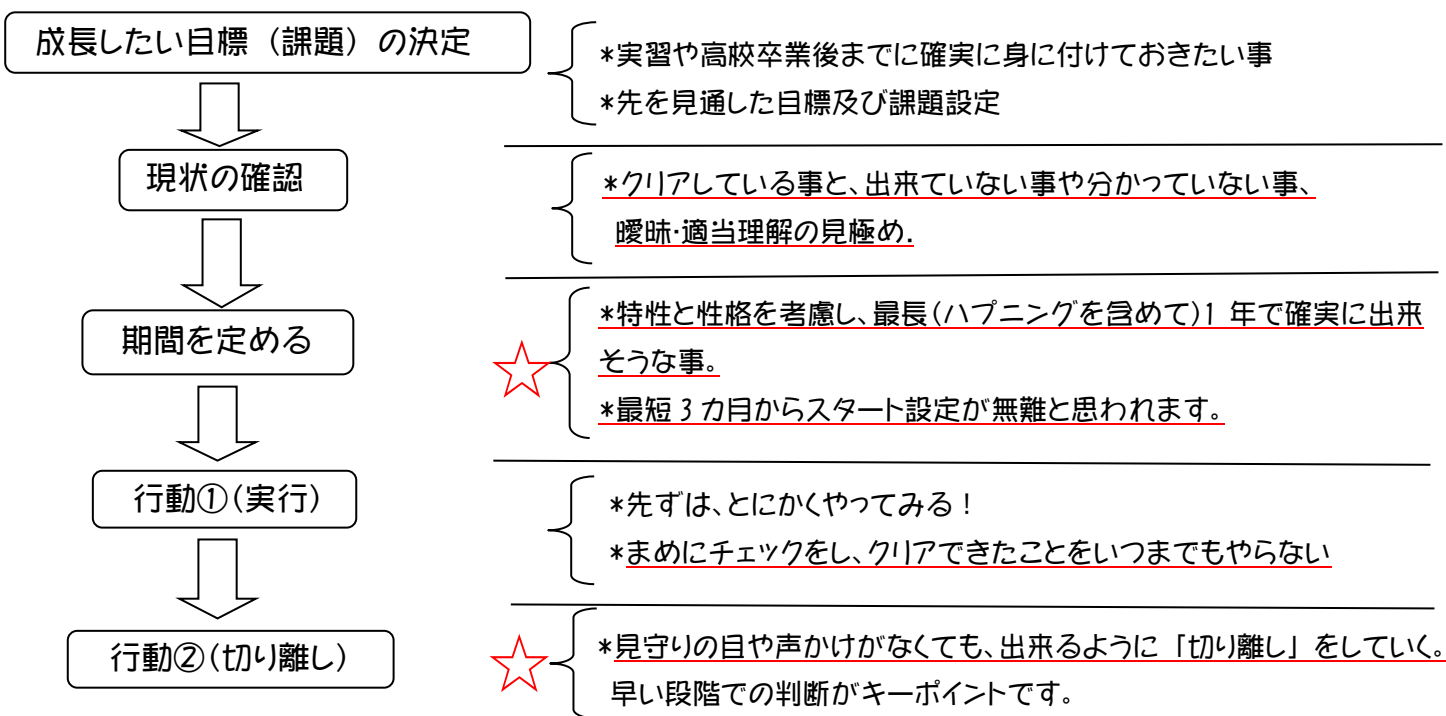 成長したい目標（課題）の決定
*実習や高校卒業後までに確実に身に付けておきたい事
*先を見通した目標及び課題設定
現状の確認
*クリアしている事と、出来ていない事や分かっていない事、
曖昧・適当理解の見極め.
期間を定める
*特性と性格を考慮し、最長（ハプニングを含めて）1 年で確実に出来
そうな事。
*最短 3 カ月からスタート設定が無難と思われます。
行動①（実行）
*先ずは、とにかくやってみる！
*まめにチェックをし、クリアできたことをいつまでもやらない
行動②（切り離し）
*見守りの目や声かけがなくても、出来るように「切り離し」をしていく。
早い段階での判断がキーポイントです。